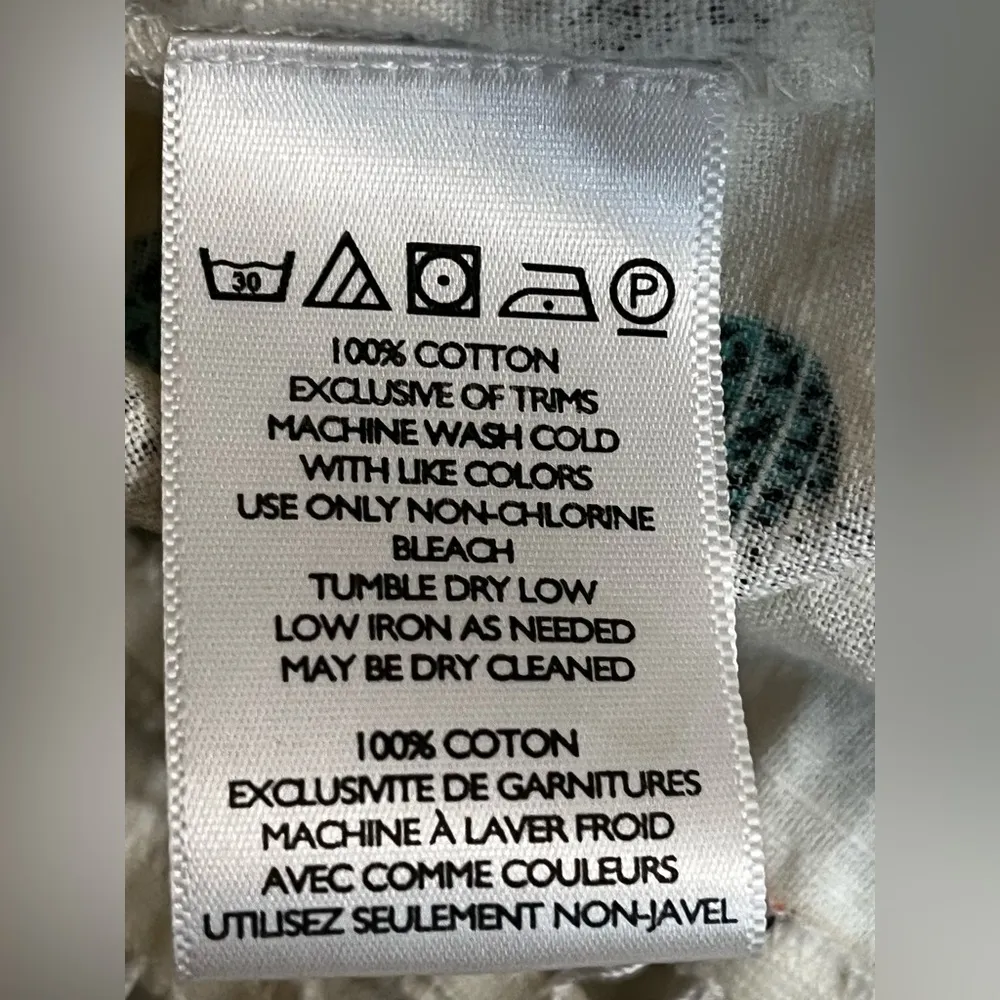 30
P
100% COTTON
EXCLUSIVE OF TRIMS
MACHINE WASH COLD
WITH LIKE COLORS
USE ONLY NON-CHLORINE
BLEACH
TUMBLE DRY LOW
LOW IRON AS NEEDED
MAY BE DRY CLEANED
100% COTON
EXCLUSIVITE DE GARNITURES
MACHINE À LAVER FROID
AVEC COMME COULEURS
UTILISEZ SEULEMENT NON-JAVEL